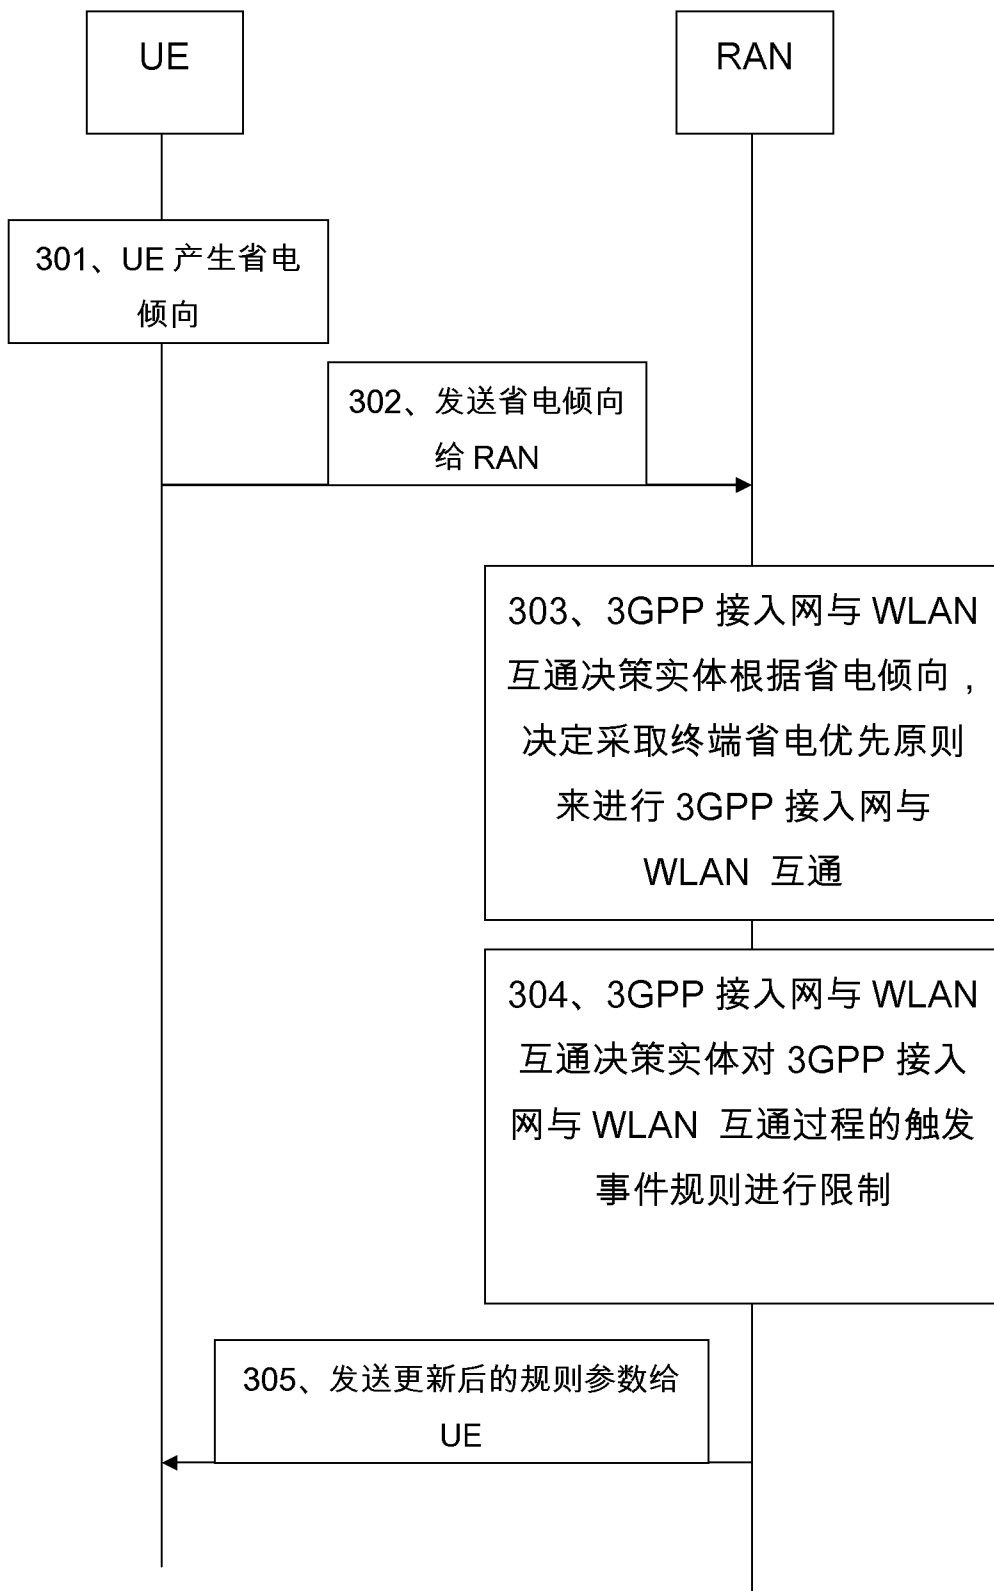 UE
RAN
301、UE 产生省电
倾向
302、发送省电倾向
给 RAN
303、3GPP 接入网与 WLAN
互通决策实体根据省电倾向，
决定采取终端省电优先原则
来进行 3GPP 接入网与
WLAN 互通
304、3GPP 接入网与 WLAN
互通决策实体对 3GPP 接入
网与 WLAN 互通过程的触发
事件规则进行限制
305、发送更新后的规则参数给
UE